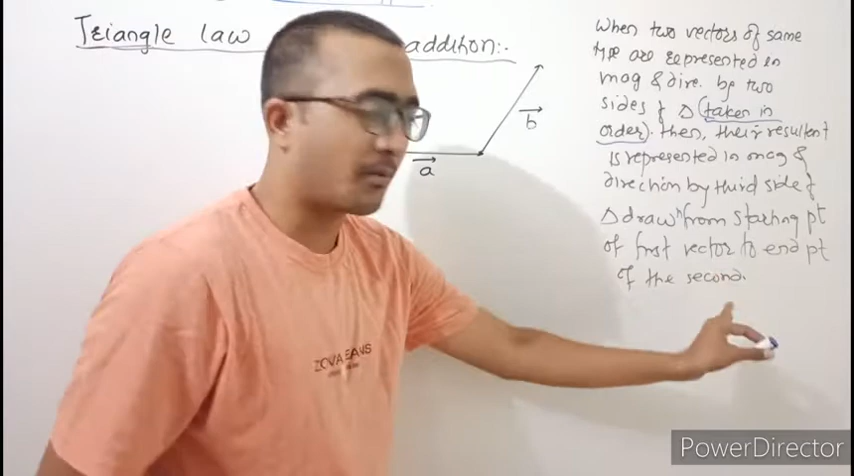 Triangle law addition:-
When two vectors of same
type are represented in
mag & dire. by two
sides of Δ (taken in
order). then, their resultant
is represented in mag &
direction by third side of
Δ drawn from starting pt
of first vector to end pt
of the second.
b
a
ZOVA EANS
PowerDirector